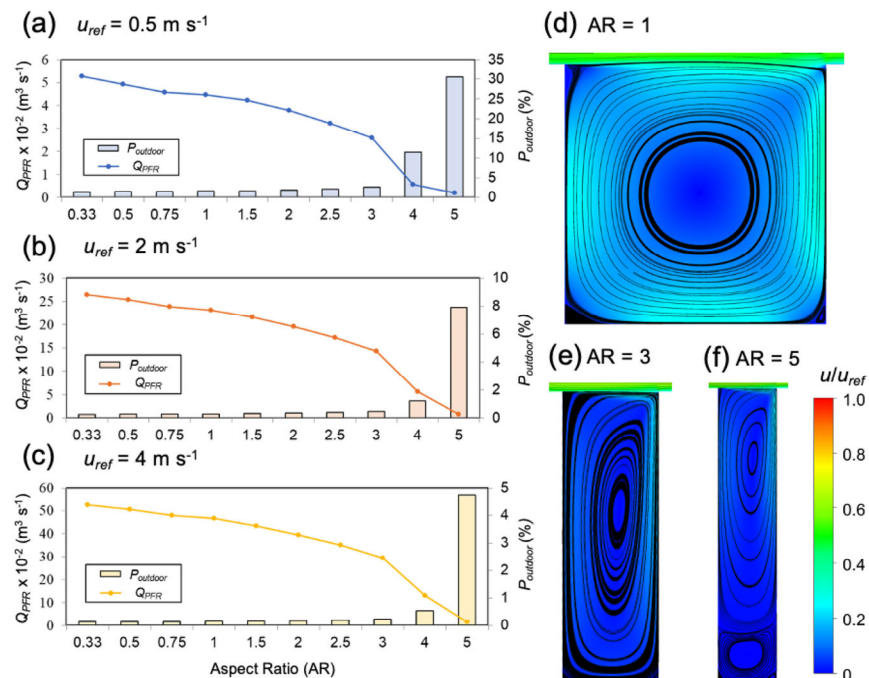 (a)
u_ref = 0.5 m s⁻¹
Q_PFR x 10⁻² (m³ s⁻¹)
6
5
4
3
2
1
0
P_outdoor
Q_PFR
35
30
25
20
15
10
5
0
P_outdoor (%)
0.33 0.5 0.75 1 1.5 2 2.5 3 4 5
(b)
u_ref = 2 m s⁻¹
Q_PFR x 10⁻² (m³ s⁻¹)
30
25
20
15
10
5
0
P_outdoor
Q_PFR
10
8
6
4
2
0
P_outdoor (%)
0.33 0.5 0.75 1 1.5 2 2.5 3 4 5
(c)
u_ref = 4 m s⁻¹
Q_PFR x 10⁻² (m³ s⁻¹)
60
50
40
30
20
10
0
P_outdoor
Q_PFR
5
4
3
2
1
0
P_outdoor (%)
0.33 0.5 0.75 1 1.5 2 2.5 3 4 5
Aspect Ratio (AR)
(d) AR = 1
(e) AR = 3
(f) AR = 5
u/u_ref
1.0
0.8
0.6
0.4
0.2
0